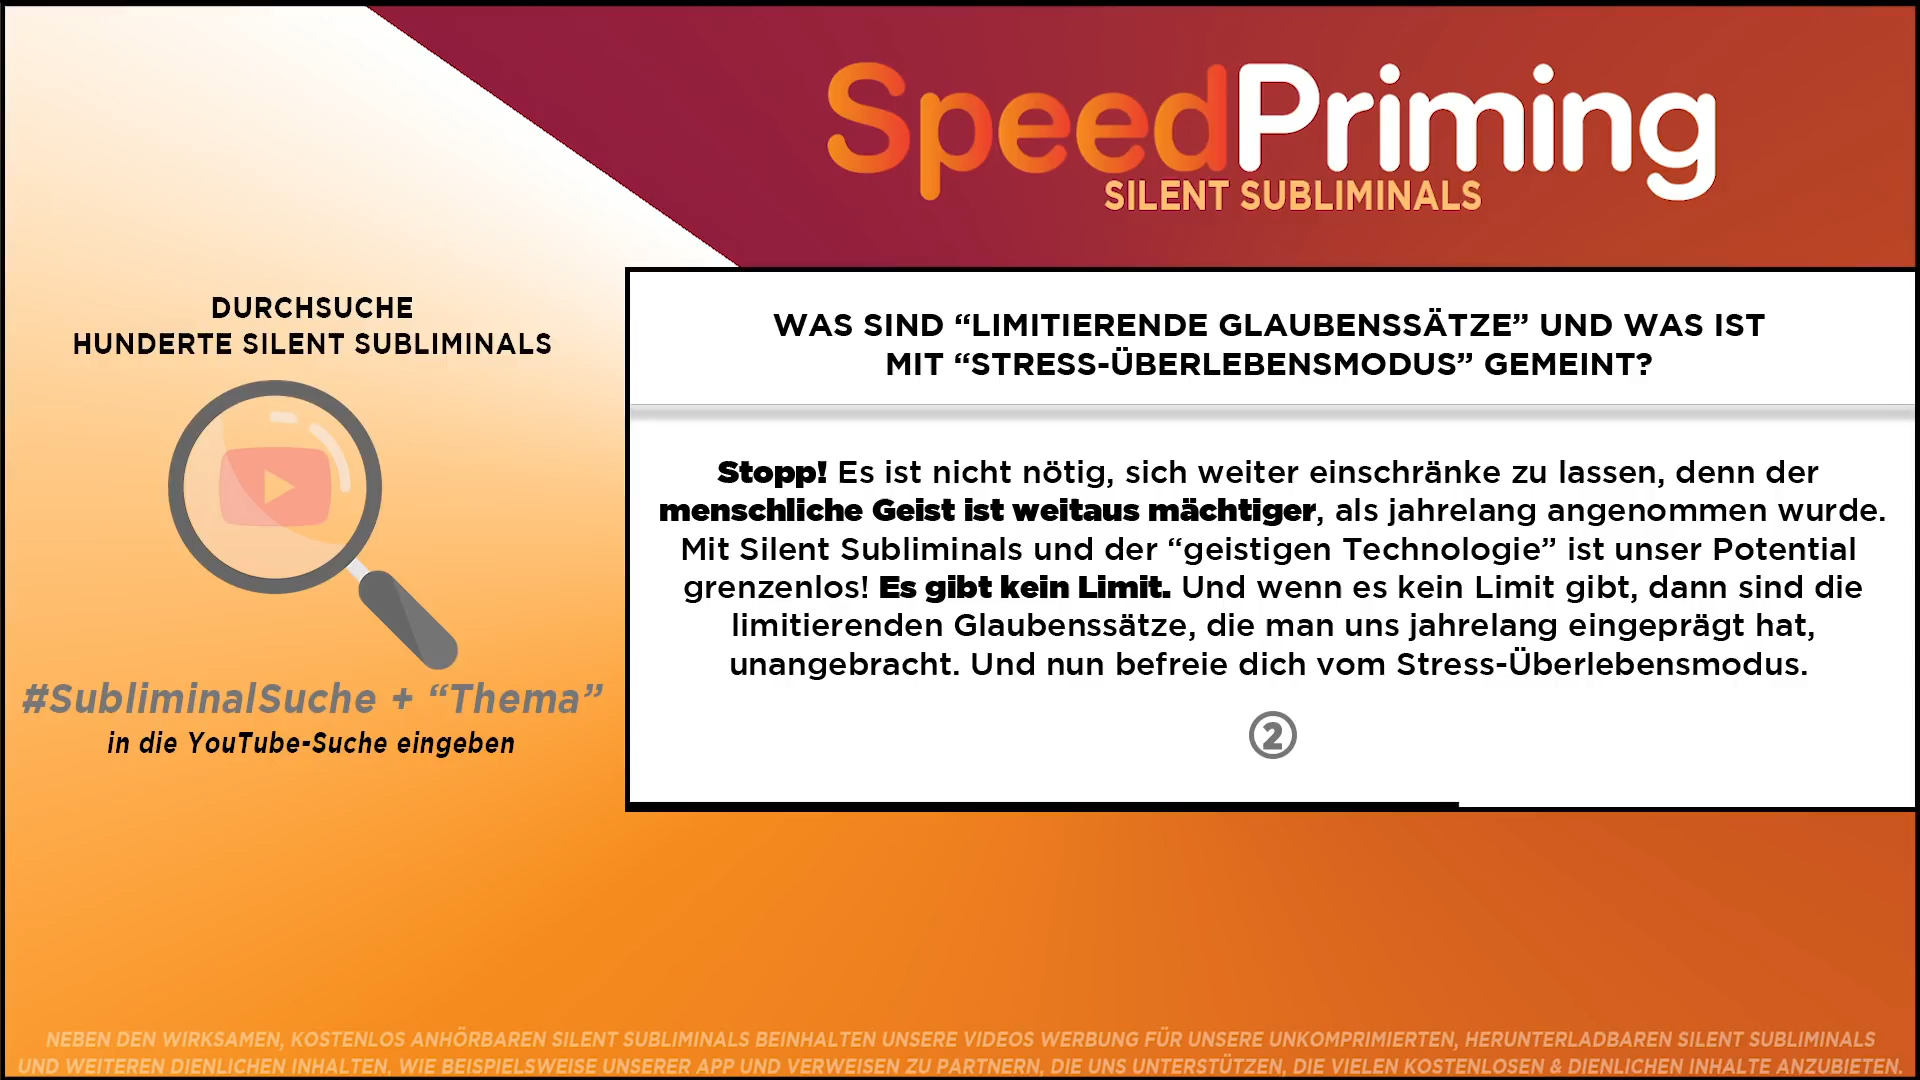 SpeedPriming
SILENT SUBLIMINALS
DURCHSUCHE
HUNDERTE SILENT SUBLIMINALS
#SubliminalSuche + “Thema”
in die YouTube-Suche eingeben
WAS SIND “LIMITIERENDE GLAUBENSSÄTZE” UND WAS IST
MIT “STRESS-ÜBERLEBENSMODUS” GEMEINT?
Stopp! Es ist nicht nötig, sich weiter einschränke zu lassen, denn der
menschliche Geist ist weitaus mächtiger, als jahrelang angenommen wurde.
Mit Silent Subliminals und der “geistigen Technologie” ist unser Potential
grenzenlos! Es gibt kein Limit. Und wenn es kein Limit gibt, dann sind die
limitierenden Glaubenssätze, die man uns jahrelang eingeprägt hat,
unangebracht. Und nun befreie dich vom Stress-Überlebensmodus.
2
NEBEN DEN WIRKSAMEN, KOSTENLOS ANHÖRBAREN SILENT SUBLIMINALS BEINHALTEN UNSERE VIDEOS WERBUNG FÜR UNSERE UNKOMPRIMIERTEN, HERUNTERLADBAREN SILENT SUBLIMINALS
UND WEITEREN DIENLICHEN INHALTEN, WIE BEISPIELSWEISE UNSERER APP UND VERWEISEN ZU PARTNERN, DIE UNS UNTERSTÜTZEN, DIE VIELEN KOSTENLOSEN & DIENLICHEN INHALTE ANZUBIETEN.